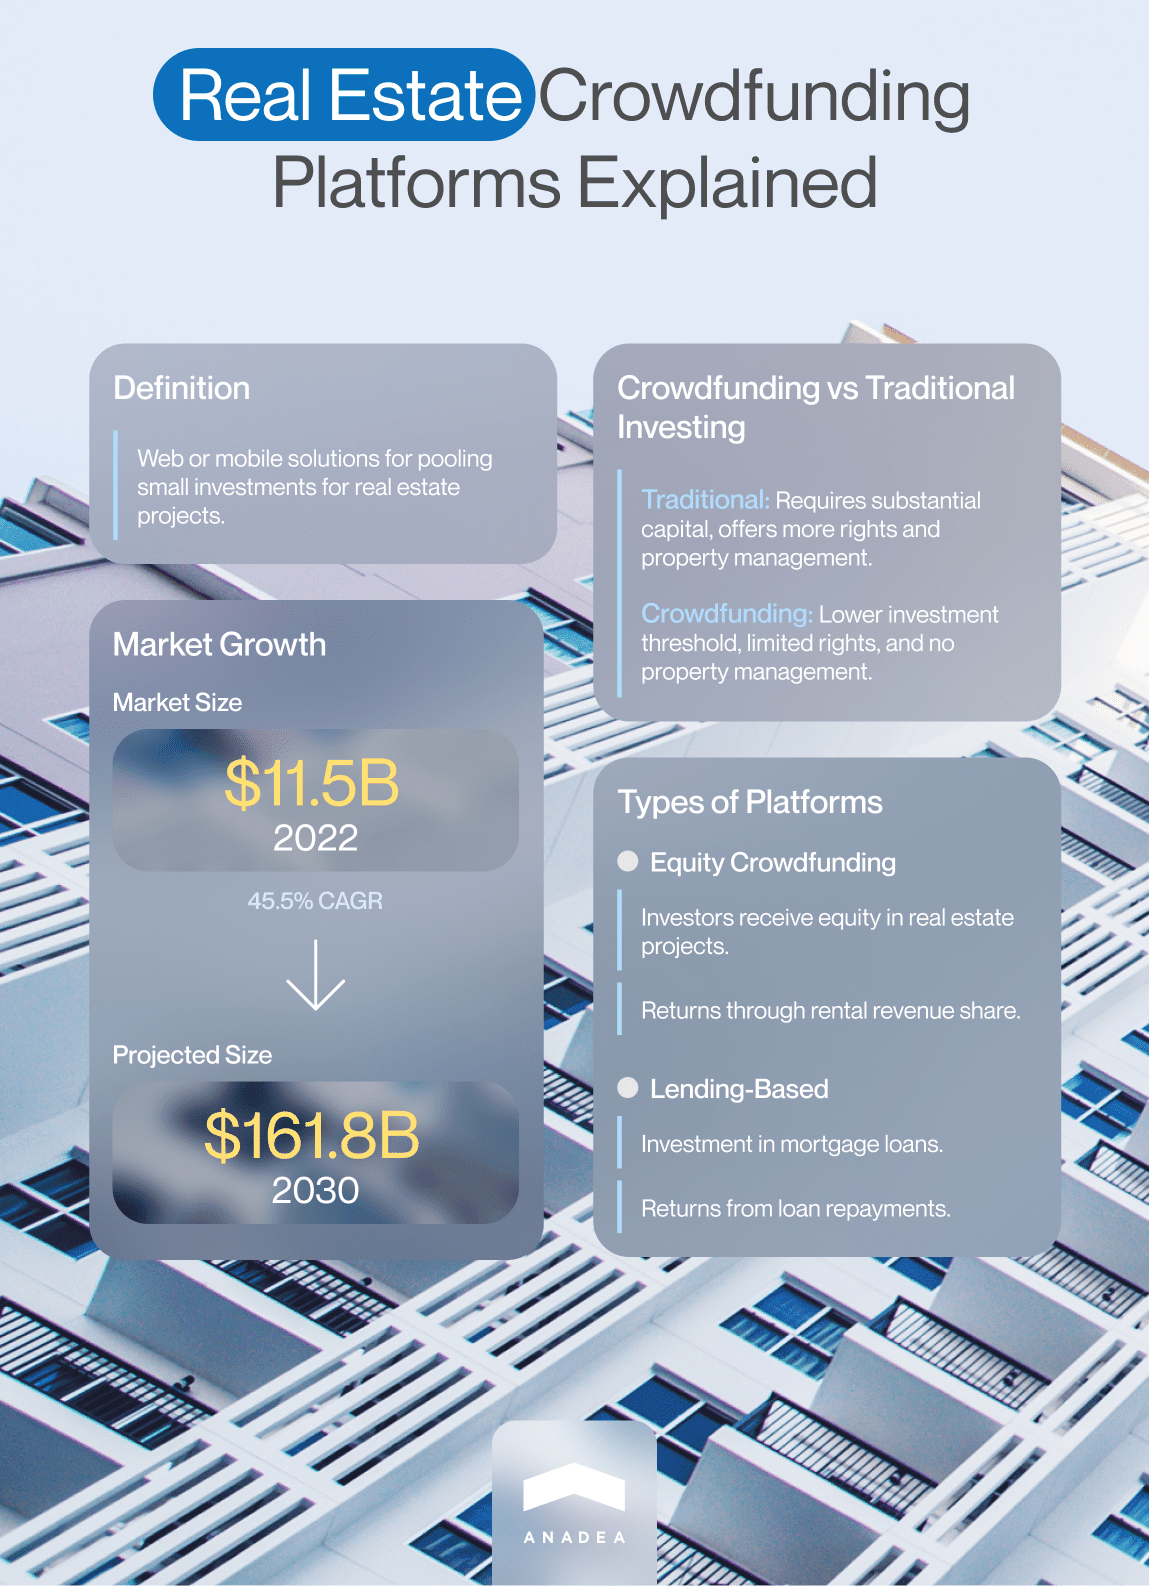 Real Estate Crowdfunding
Platforms Explained
Definition
Web or mobile solutions for pooling
small investments for real estate
projects.
Market Growth
Market Size
$11.5B
2022
45.5% CAGR
Projected Size
$161.8B
2030
Crowdfunding vs Traditional
Investing
Traditional: Requires substantial
capital, offers more rights and
property management.
Crowdfunding: Lower investment
threshold, limited rights, and no
property management.
Types of Platforms
Equity Crowdfunding
Investors receive equity in real estate
projects.
Returns through rental revenue share.
Lending-Based
Investment in mortgage loans.
Returns from loan repayments.
ANADEA